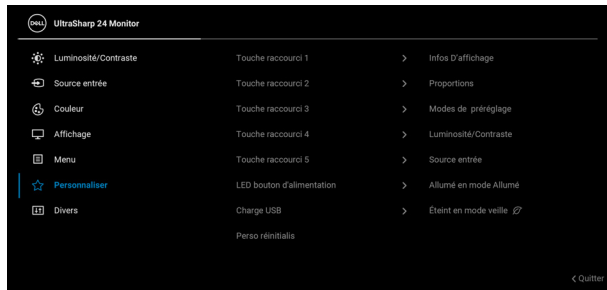 DELL UltraSharp 24 Monitor
Luminosité/Contraste Touche raccourci 1 > Infos D'affichage
Source entrée Touche raccourci 2 > Proportions
Couleur Touche raccourci 3 > Modes de préréglage
Affichage Touche raccourci 4 > Luminosité/Contraste
Menu Touche raccourci 5 > Source entrée
Personnaliser LED bouton d'alimentation > Allumé en mode Allumé
Divers Charge USB > Éteint en mode veille
Perso réinitialis
< Quitter